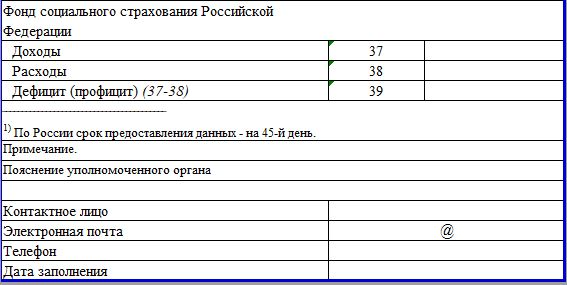 Фонд социального страхования Российской
Федерации
Доходы 37
Расходы 38
Дефицит (профицит) (37-38) 39
1) По России срок предоставления данных - на 45-й день.
Примечание.
Пояснение уполномоченного органа
Контактное лицо
Электронная почта @
Телефон
Дата заполнения